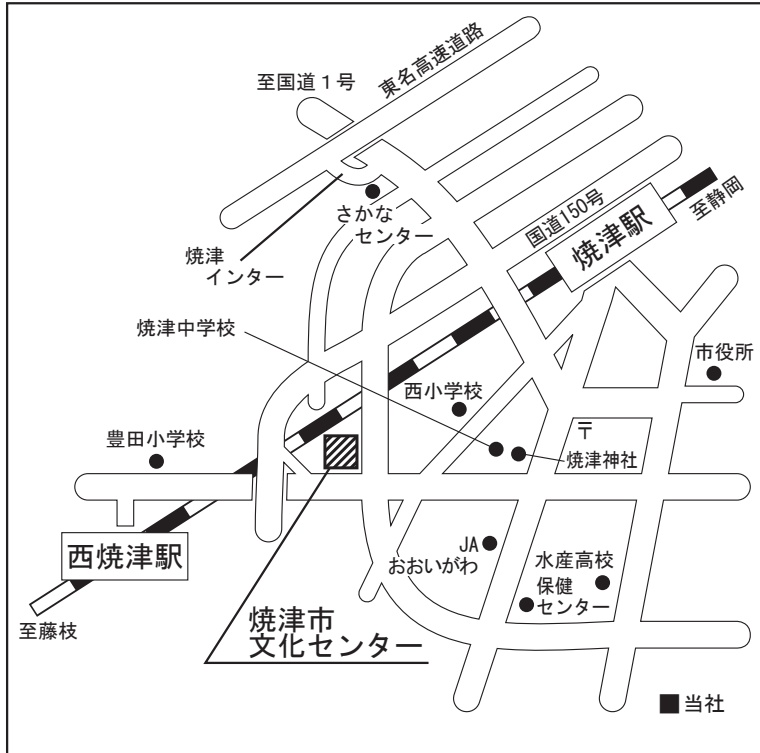 至国道１号
東名高速道路
さかな
センター
焼津
インター
国道150号
焼津駅
至静岡
焼津中学校
市役所
西小学校
〒
豊田小学校
焼津神社
西焼津駅
JA
おおいがわ
水産高校
保健
センター
至藤枝
焼津市
文化センター
■当社